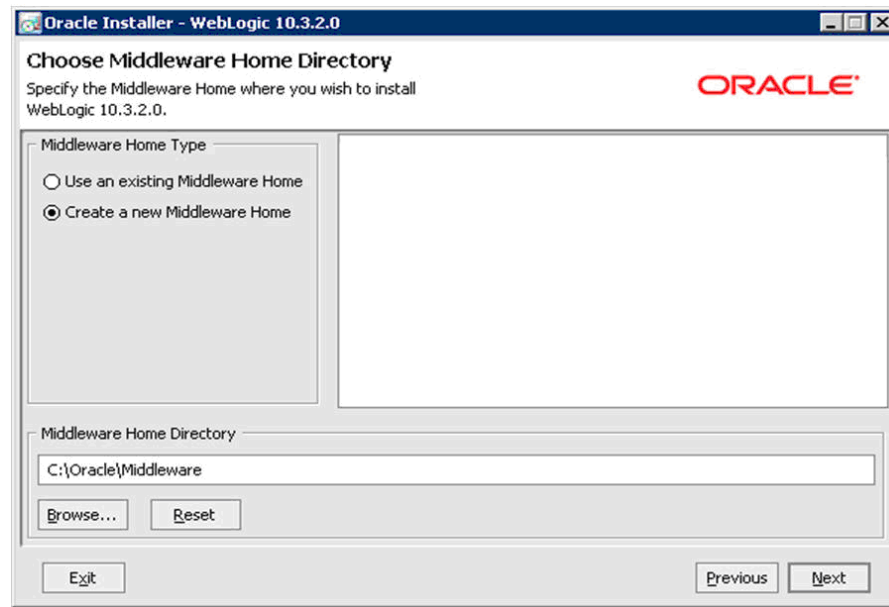 Oracle Installer - WebLogic 10.3.2.0
Choose Middleware Home Directory
Specify the Middleware Home where you wish to install
WebLogic 10.3.2.0.
ORACLE
Middleware Home Type
Use an existing Middleware Home
Create a new Middleware Home
Middleware Home Directory
C:\Oracle\Middleware
Browse... Reset
Exit Previous Next